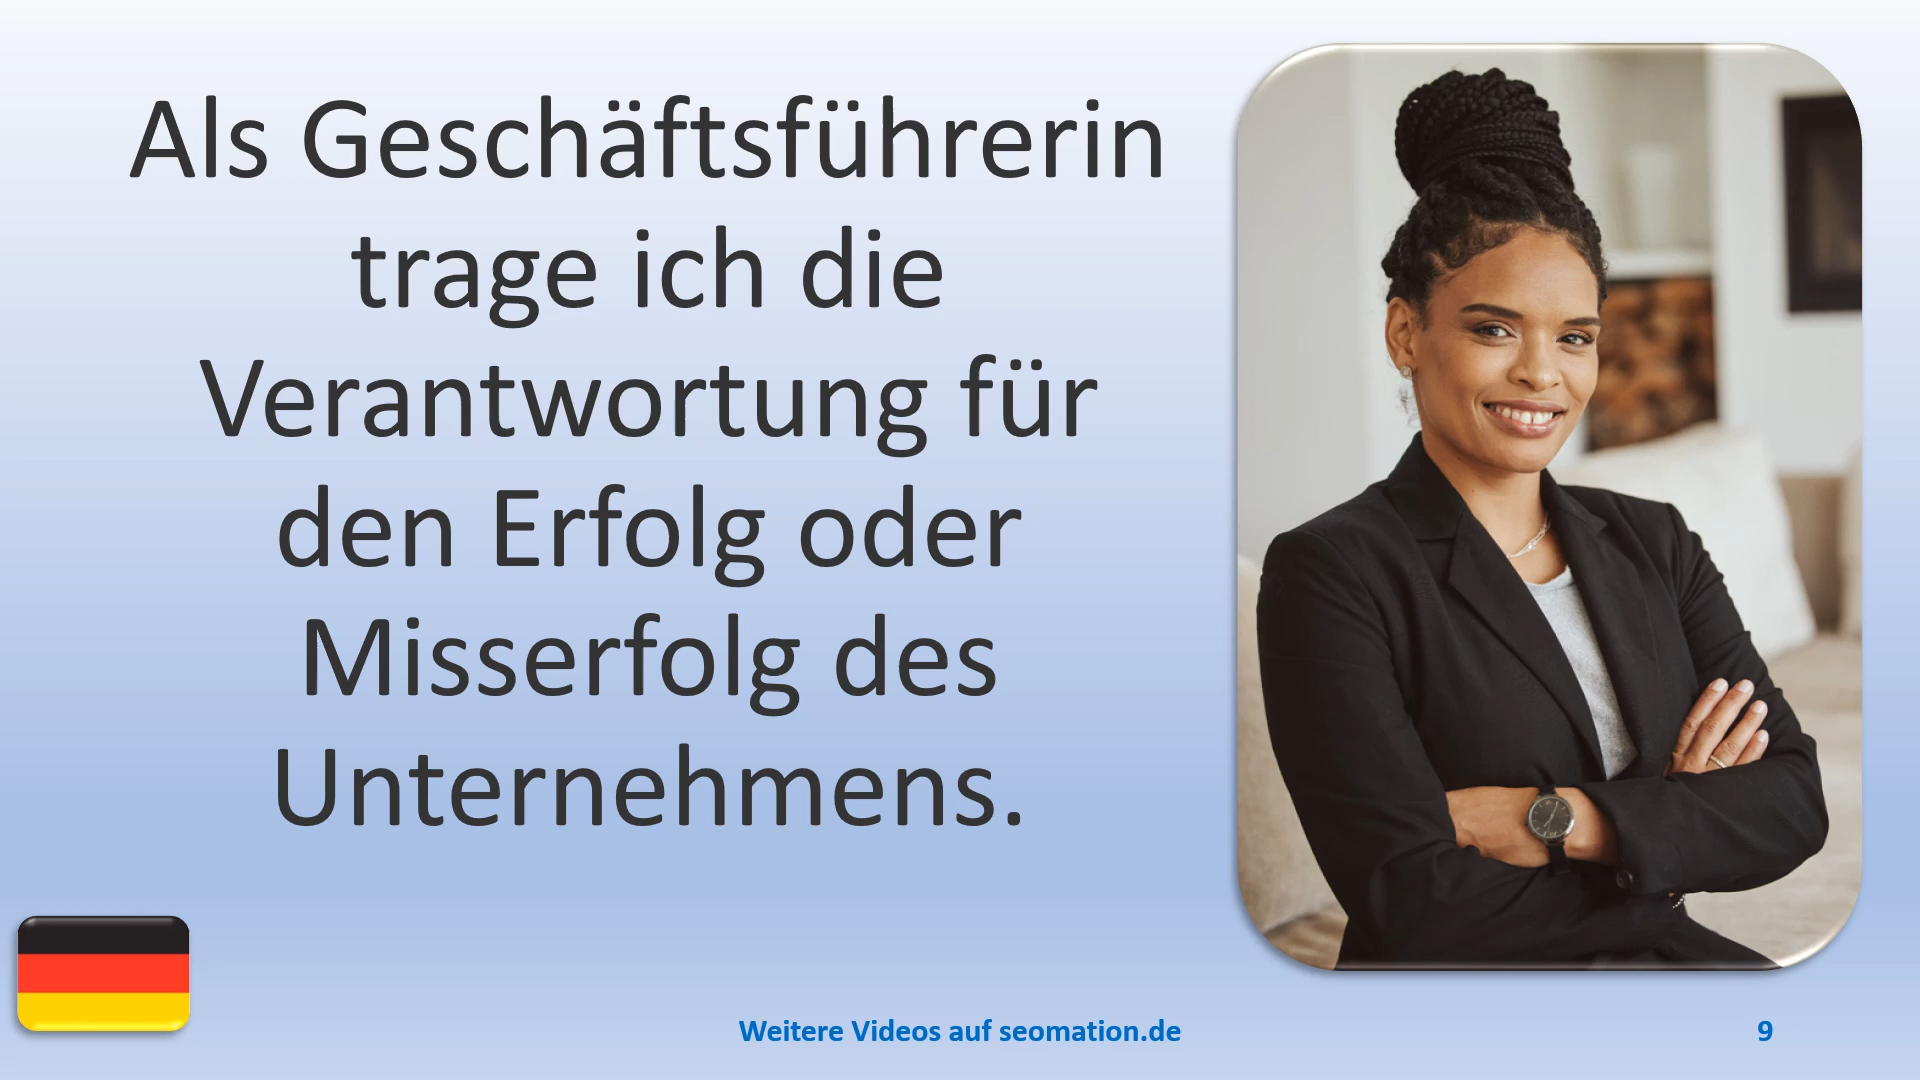 Als Geschäftsführerin
trage ich die
Verantwortung für
den Erfolg oder
Misserfolg des
Unternehmens.
Weitere Videos auf seomation.de
9